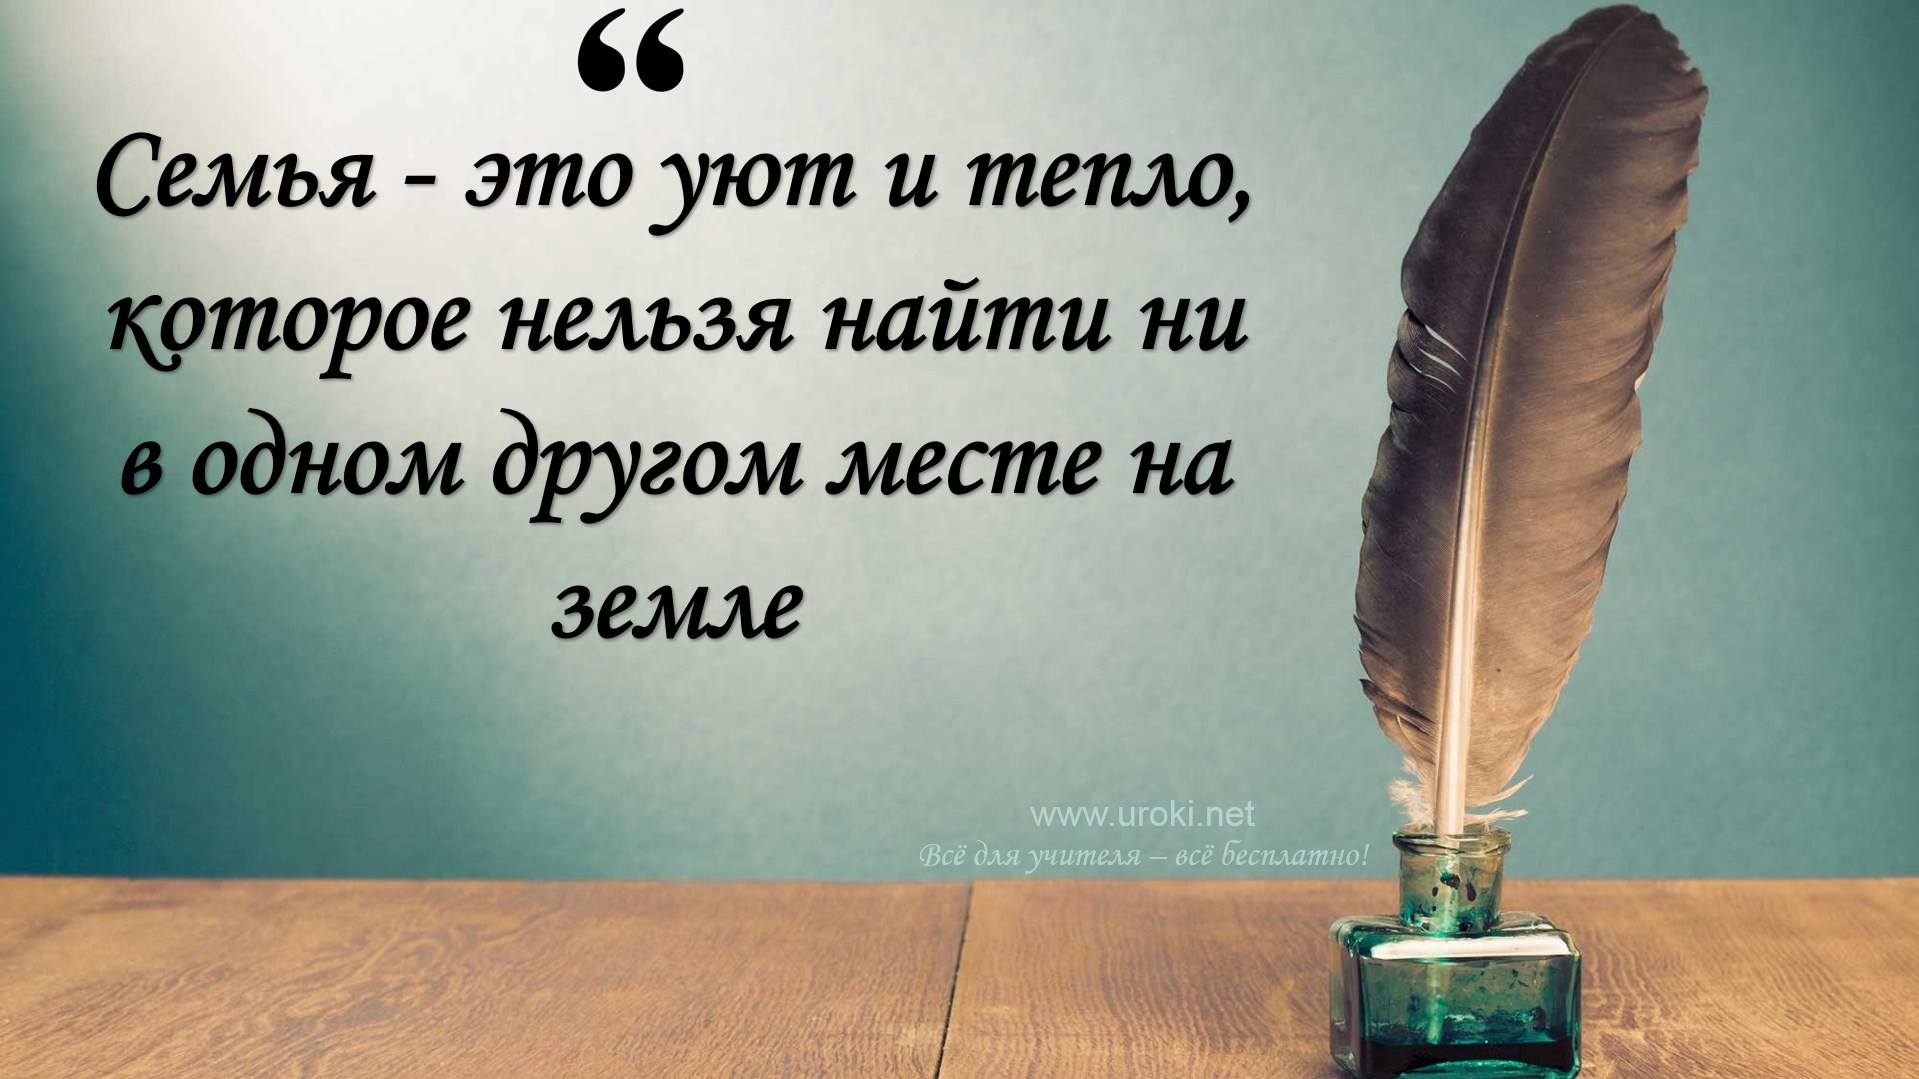 “
Семья - это уют и тепло,
которое нельзя найти ни
в одном другом месте на
земле
www.uroki.net
Всё для учителя – всё бесплатно!